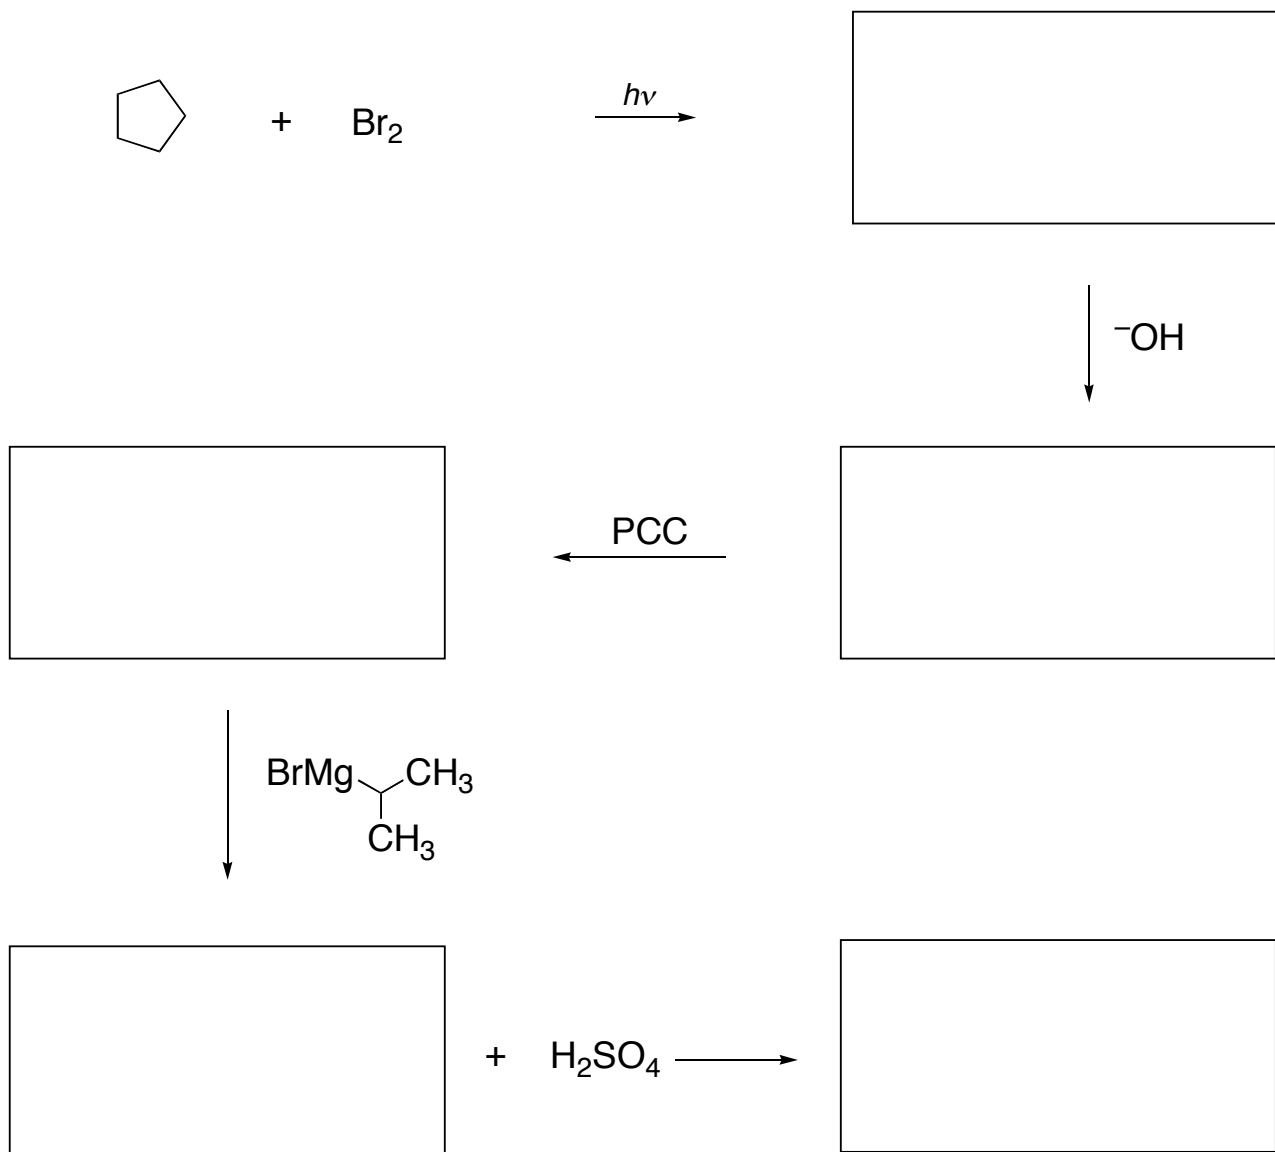 + Br₂ hν
⁻OH
PCC
BrMg CH₃
CH₃
+ H₂SO₄